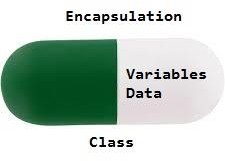 Encapsulation
Variables
Data
Class